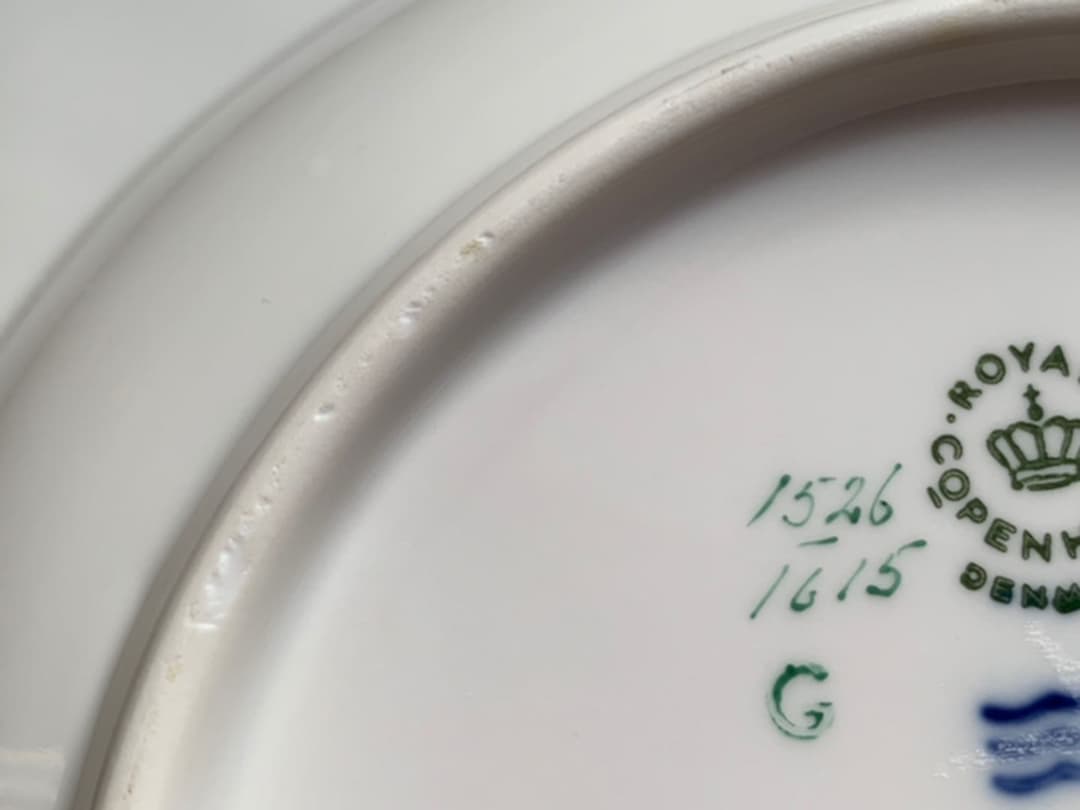 1526
1615
G
ROYA
COPENH
DENM